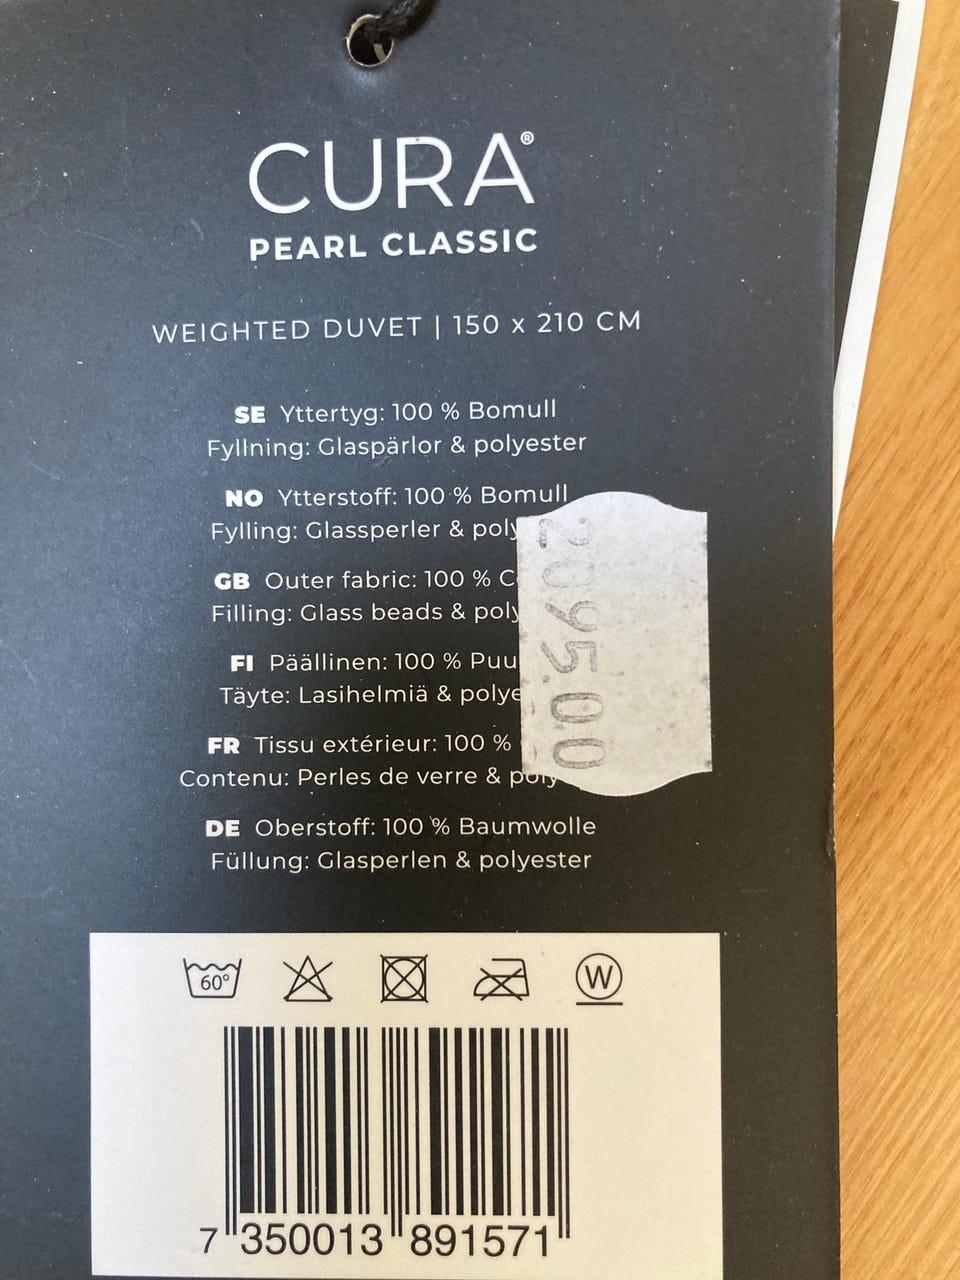 CURA®
PEARL CLASSIC
WEIGHTED DUVET | 150 x 210 CM
SE Yttertyg: 100 % Bomull
Fyllning: Glaspärlor & polyester
NO Ytterstoff: 100 % Bomull
Fylling: Glassperler & poly
GB Outer fabric: 100 % C
Filling: Glass beads & poly
FI Päällinen: 100 % Puu
Täyte: Lasihelmiä & polye
FR Tissu extérieur: 100 %
Contenu: Perles de verre & poly
DE Oberstoff: 100 % Baumwolle
Füllung: Glasperlen & polyester
2095.00
60°
W
7 350013 891571